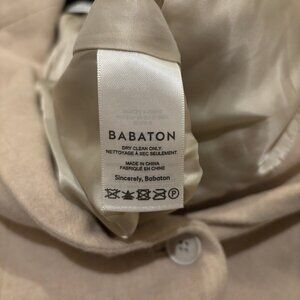 BABATON
DRY CLEAN ONLY.
NETTOYAGE À SEC SEULEMENT.
MADE IN CHINA
FABRIQUÉ EN CHINE
Sincerely, Babaton
P